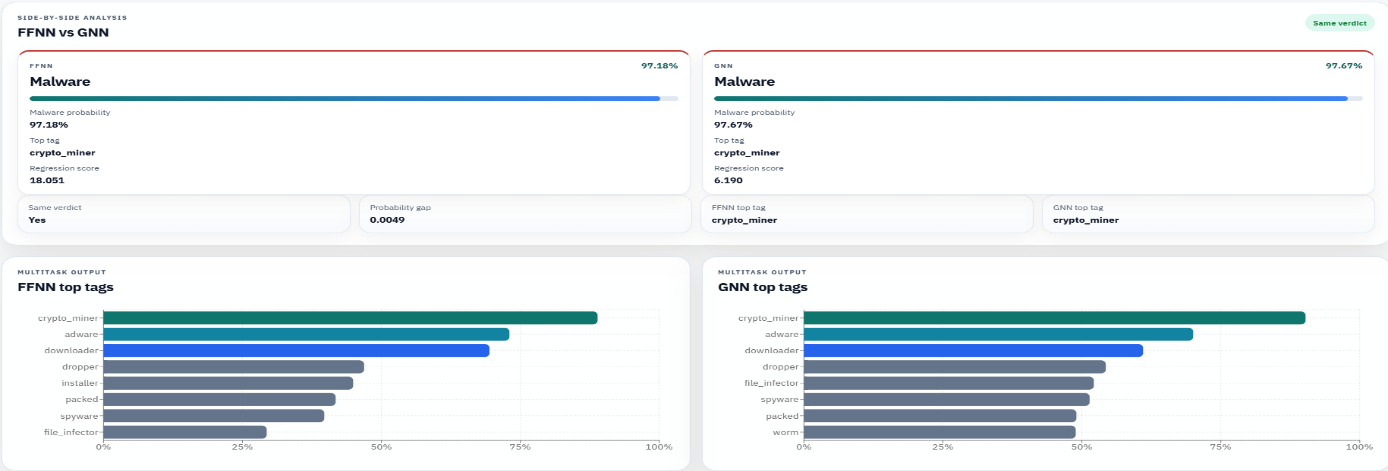 SIDE-BY-SIDE ANALYSIS
FFNN vs GNN
Same verdict
FFNN
97.18%
Malware
Malware probability
97.18%
Top tag
crypto_miner
Regression score
18.051
GNN
97.67%
Malware
Malware probability
97.67%
Top tag
crypto_miner
Regression score
6.190
Same verdict
Yes
Probability gap
0.0049
FFNN top tag
crypto_miner
GNN top tag
crypto_miner
MULTITASK OUTPUT
FFNN top tags
crypto_miner
adware
downloader
dropper
installer
packed
spyware
file_infector
0% 25% 50% 75% 100%
MULTITASK OUTPUT
GNN top tags
crypto_miner
adware
downloader
dropper
file_infector
spyware
packed
worm
0% 25% 50% 75% 100%